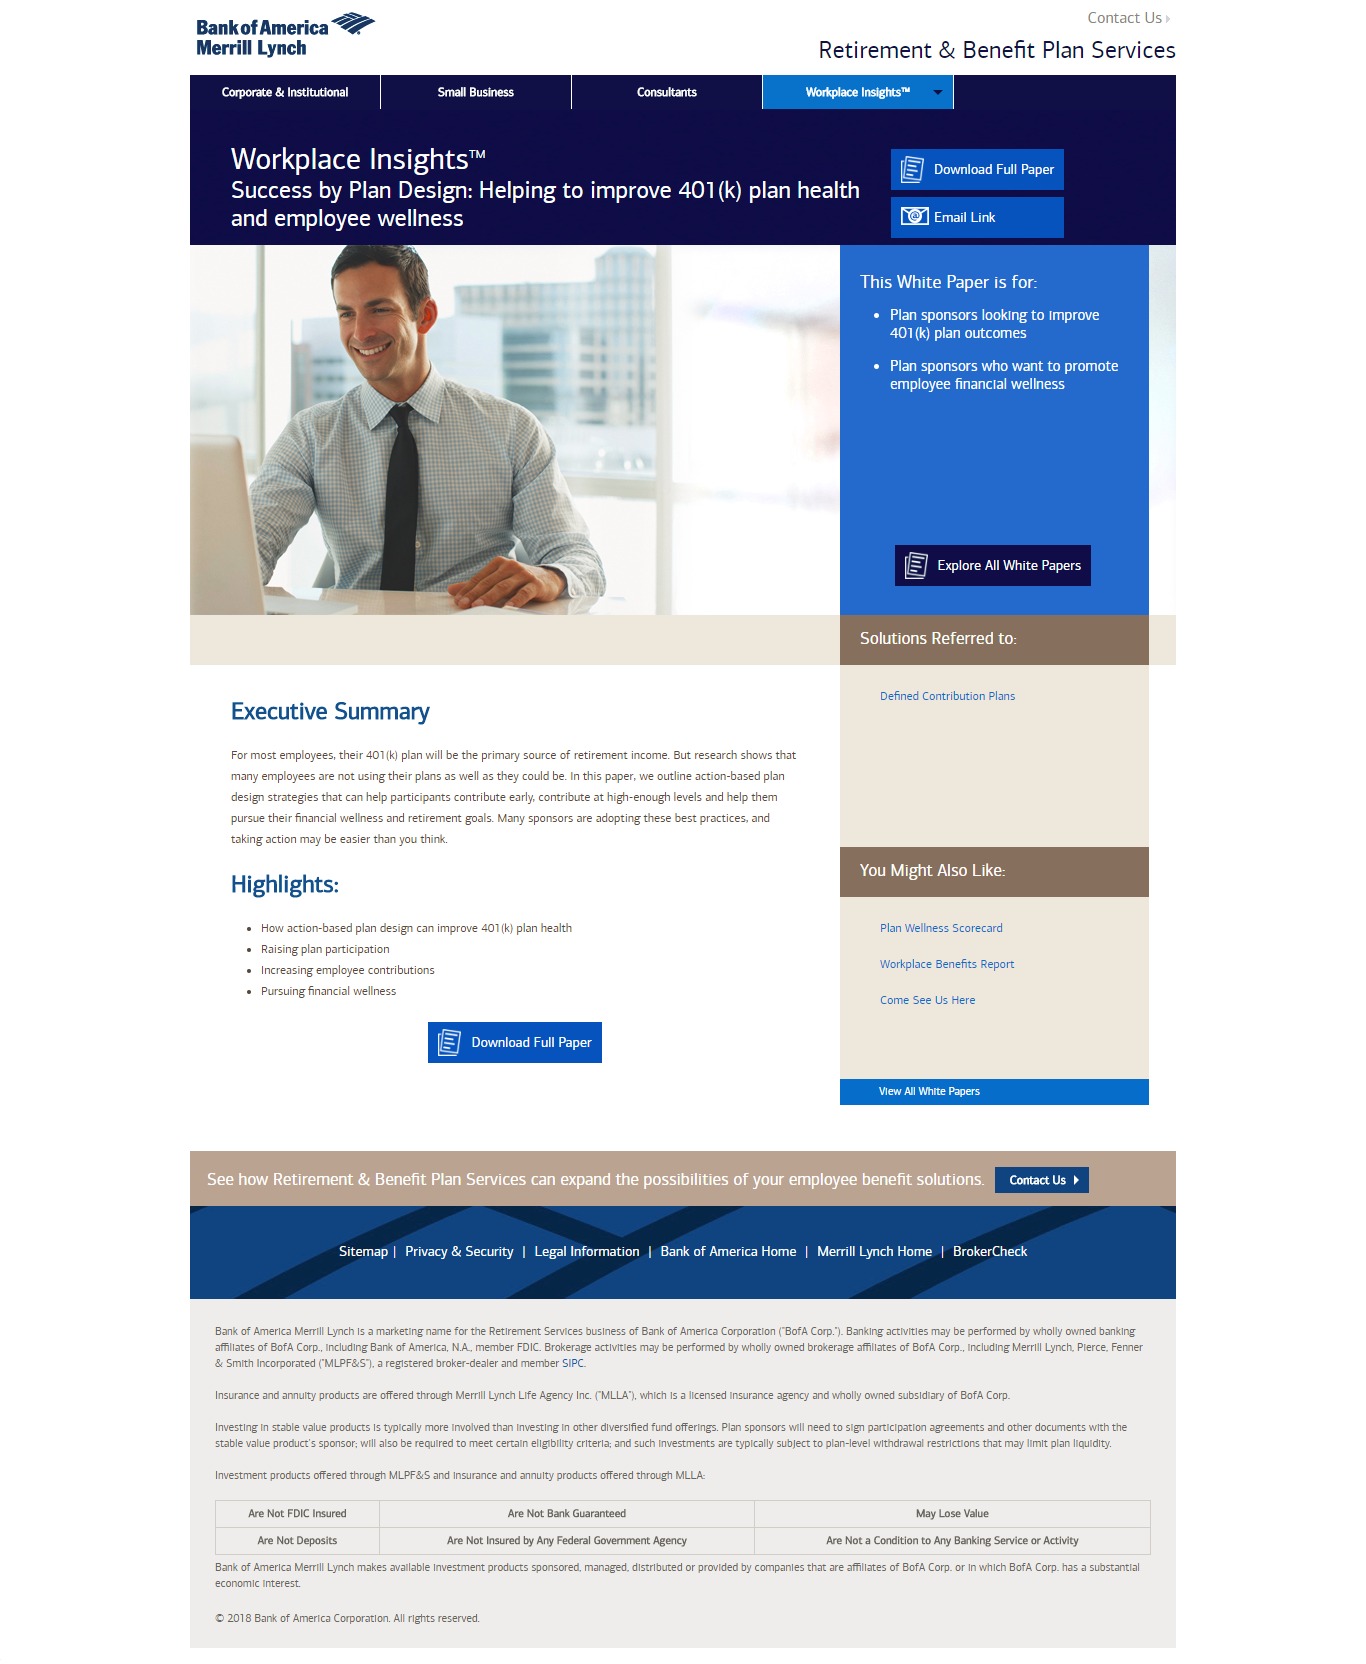 Bank of America
Merrill Lynch
Contact Us
Retirement & Benefit Plan Services
Corporate & Institutional
Small Business
Consultants
Workplace Insights™
Workplace Insights™
Success by Plan Design: Helping to improve 401(k) plan health
and employee wellness
Download Full Paper
Email Link
This White Paper is for:
• Plan sponsors looking to improve
401(k) plan outcomes
• Plan sponsors who want to promote
employee financial wellness
Explore All White Papers
Solutions Referred to:
Defined Contribution Plans
Executive Summary
For most employees, their 401(k) plan will be the primary source of retirement income. But research shows that
many employees are not using their plans as well as they could be. In this paper, we outline action-based plan
design strategies that can help participants contribute early, contribute at high-enough levels and help them
pursue their financial wellness and retirement goals. Many sponsors are adopting these best practices, and
taking action may be easier than you think.
Highlights:
• How action-based plan design can improve 401(k) plan health
• Raising plan participation
• Increasing employee contributions
• Pursuing financial wellness
Download Full Paper
You Might Also Like:
Plan Wellness Scorecard
Workplace Benefits Report
Come See Us Here
View All White Papers
See how Retirement & Benefit Plan Services can expand the possibilities of your employee benefit solutions.
Contact Us
Sitemap | Privacy & Security | Legal Information | Bank of America Home | Merrill Lynch Home | BrokerCheck
Bank of America Merrill Lynch is a marketing name for the Retirement Services business of Bank of America Corporation ("BofA Corp."). Banking activities may be performed by wholly owned banking
affiliates of BofA Corp., including Bank of America, N.A., member FDIC. Brokerage activities may be performed by wholly owned brokerage affiliates of BofA Corp., including Merrill Lynch, Pierce, Fenner
& Smith Incorporated ("MLPF&S"), a registered broker-dealer and member SIPC.
Insurance and annuity products are offered through Merrill Lynch Life Agency Inc. ("MLLA"), which is a licensed insurance agency and wholly owned subsidiary of BofA Corp.
Investing in stable value products is typically more involved than investing in other diversified fund offerings. Plan sponsors will need to sign participation agreements and other documents with the
stable value product's sponsor; will also be required to meet certain eligibility criteria; and such investments are typically subject to plan-level withdrawal restrictions that may limit plan liquidity.
Investment products offered through MLPF&S and insurance and annuity products offered through MLLA:
Are Not FDIC Insured
Are Not Bank Guaranteed
May Lose Value
Are Not Deposits
Are Not Insured by Any Federal Government Agency
Are Not a Condition to Any Banking Service or Activity
Bank of America Merrill Lynch makes available investment products sponsored, managed, distributed or provided by companies that are affiliates of BofA Corp. or in which BofA Corp. has a substantial
economic interest.
© 2018 Bank of America Corporation. All rights reserved.